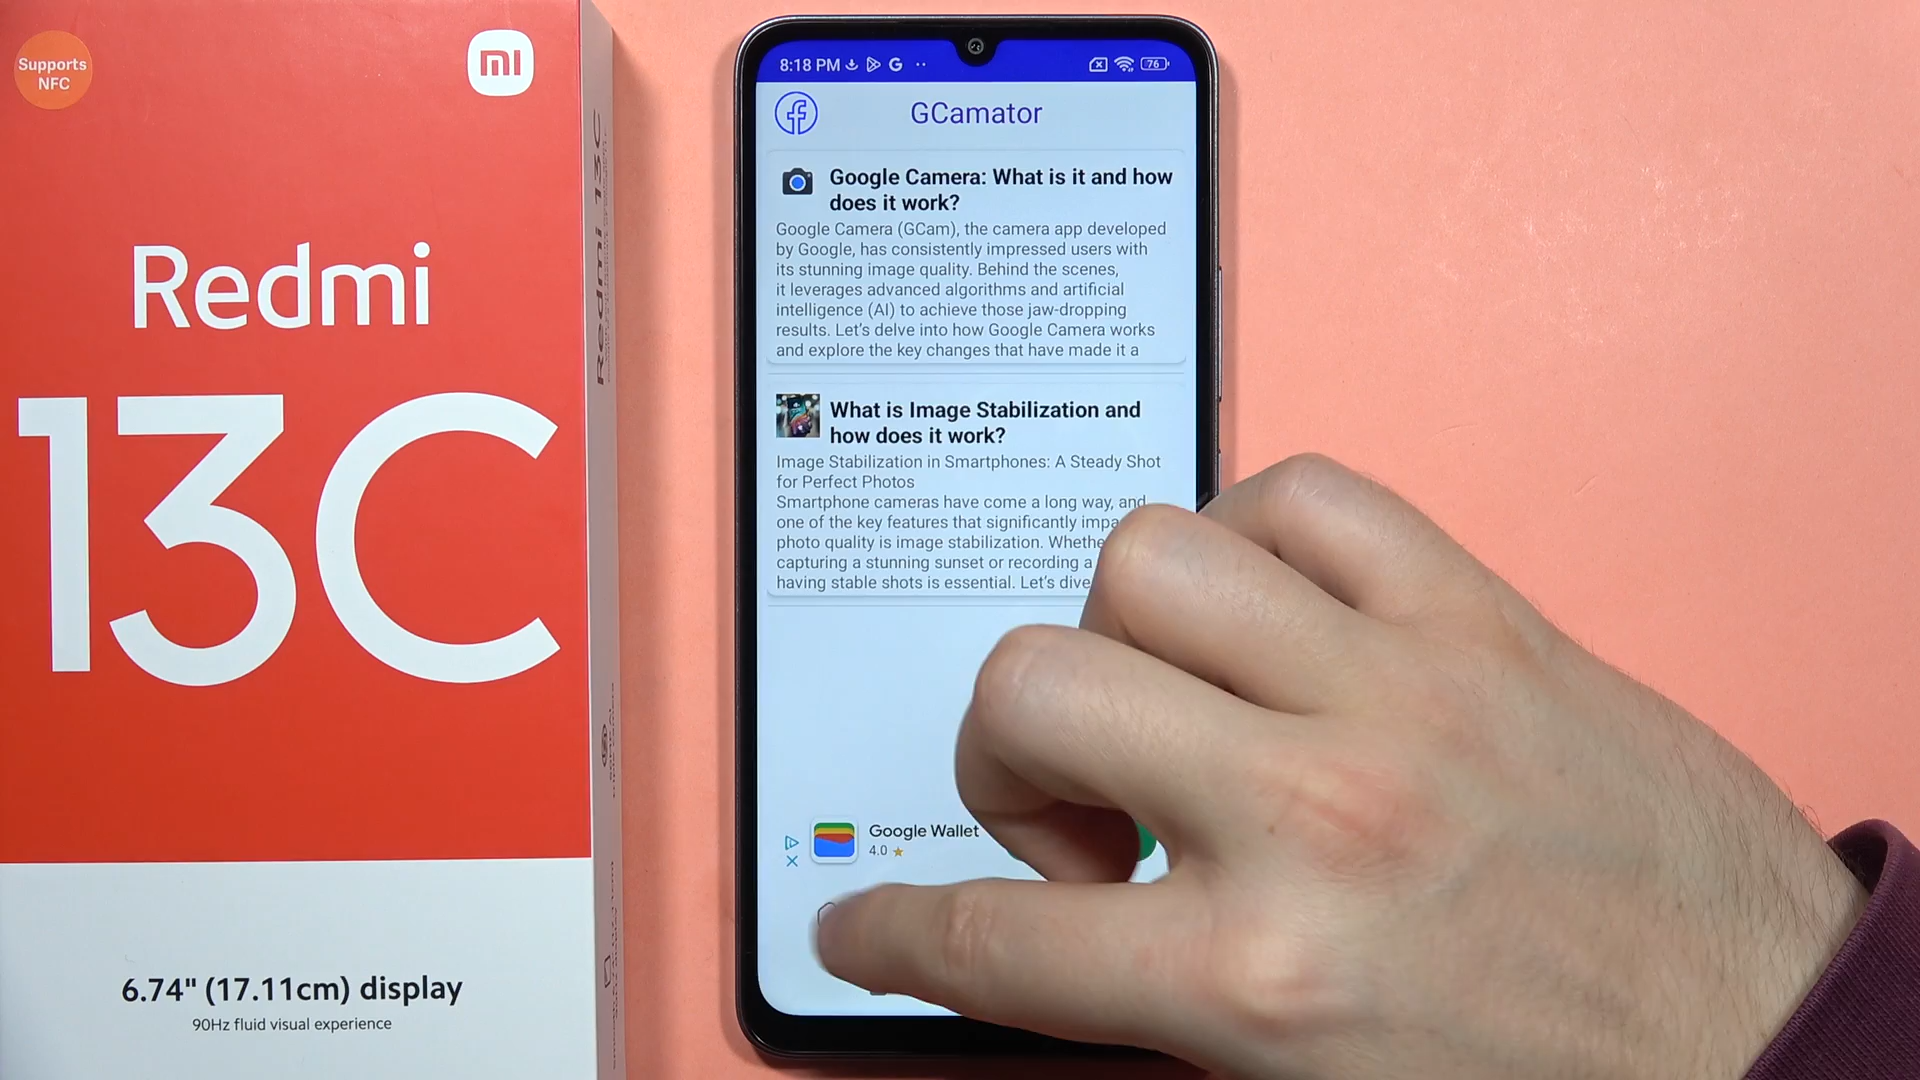 Supports
NFC
mi
Redmi
13C
6.74" (17.11cm) display
90Hz fluid visual experience
Redmi 13C
8:18 PM
76
GCamator
Google Camera: What is it and how
does it work?
Google Camera (GCam), the camera app developed
by Google, has consistently impressed users with
its stunning image quality. Behind the scenes,
it leverages advanced algorithms and artificial
intelligence (AI) to achieve those jaw-dropping
results. Let's delve into how Google Camera works
and explore the key changes that have made it a
What is Image Stabilization and
how does it work?
Image Stabilization in Smartphones: A Steady Shot
for Perfect Photos
Smartphone cameras have come a long way, and
one of the key features that significantly impa
photo quality is image stabilization. Whethe
capturing a stunning sunset or recording a
having stable shots is essential. Let's dive
Google Wallet
4.0